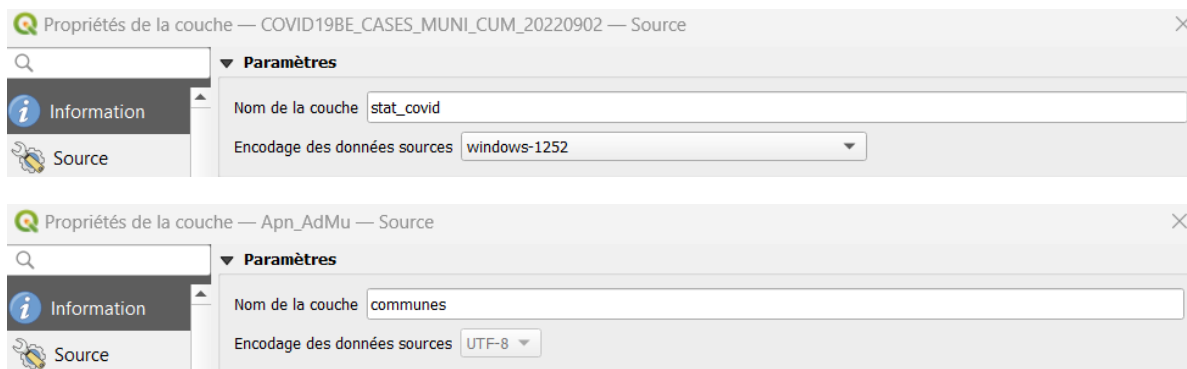 Propriétés de la couche — COVID19BE_CASES_MUNI_CUM_20220902 — Source
Paramètres
Information
Nom de la couche stat_covid
Source
Encodage des données sources windows-1252
Propriétés de la couche — Apn_AdMu — Source
Paramètres
Information
Nom de la couche communes
Source
Encodage des données sources UTF-8